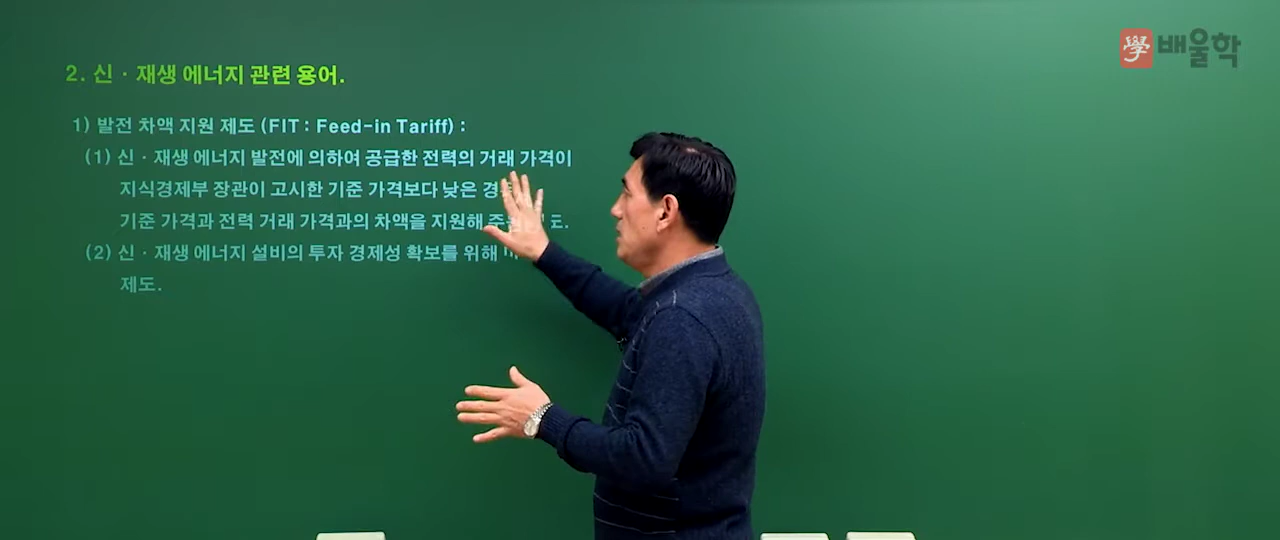 學 배울학
2. 신 · 재생 에너지 관련 용어.
1) 발전 차액 지원 제도 (FIT : Feed-in Tariff) :
(1) 신 · 재생 에너지 발전에 의하여 공급한 전력의 거래 가격이
지식경제부 장관이 고시한 기준 가격보다 낮은
기준 가격과 전력 거래 가격과의 차액을 지원해
(2) 신 · 재생 에너지 설비의 투자 경제성 확보를 위해
제도.